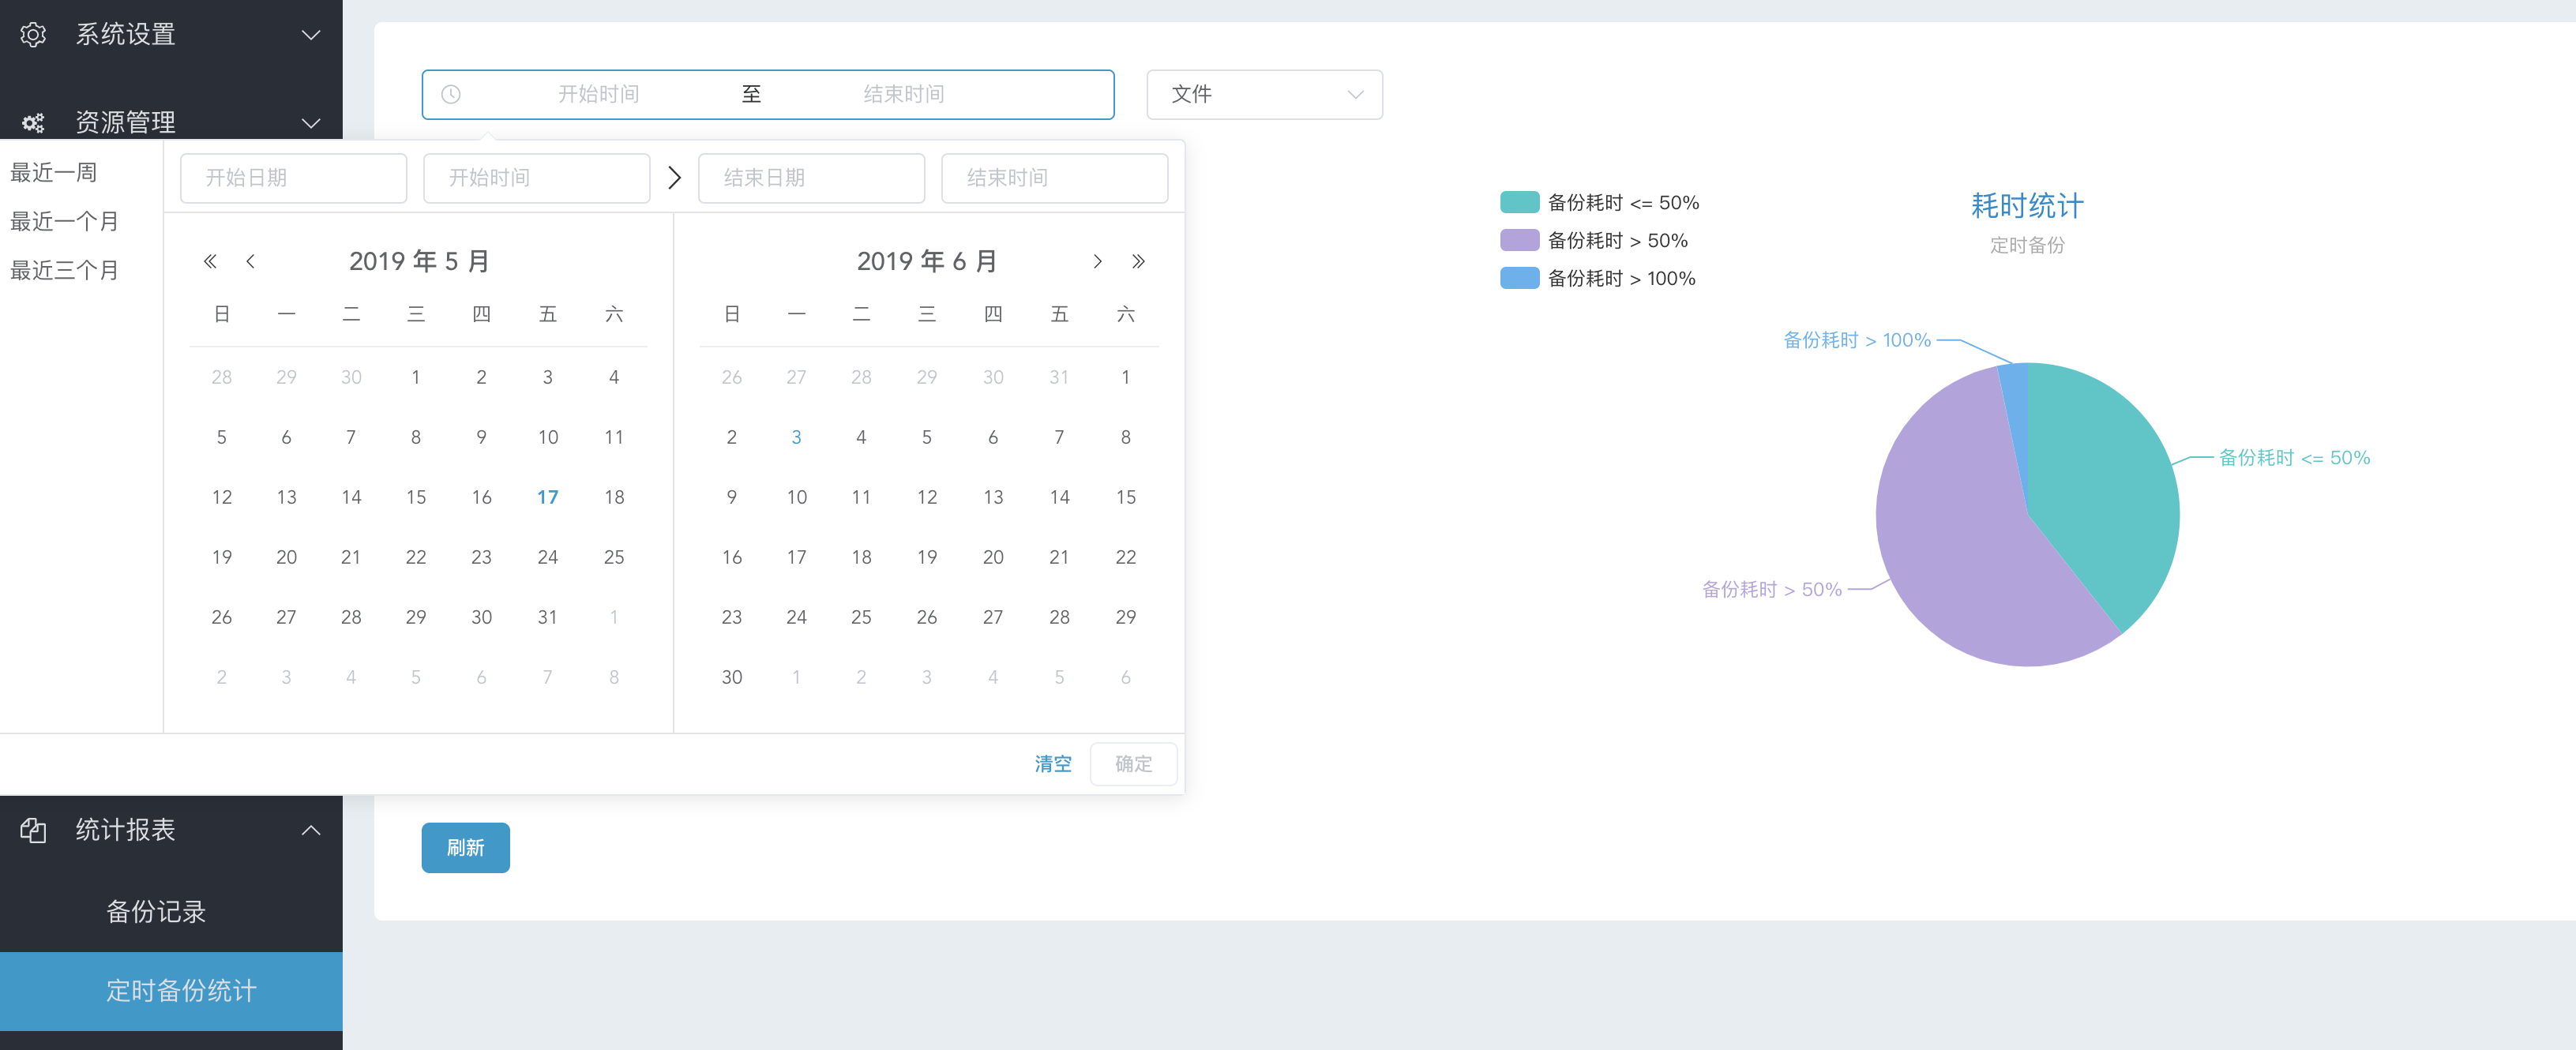 系统设置
资源管理
开始时间 至 结束时间
文件
最近一周
最近一个月
最近三个月
开始日期 开始时间 结束日期 结束时间
2019 年 5 月
日 一 二 三 四 五 六
28 29 30 1 2 3 4
5 6 7 8 9 10 11
12 13 14 15 16 17 18
19 20 21 22 23 24 25
26 27 28 29 30 31 1
2 3 4 5 6 7 8
2019 年 6 月
日 一 二 三 四 五 六
26 27 28 29 30 31 1
2 3 4 5 6 7 8
9 10 11 12 13 14 15
16 17 18 19 20 21 22
23 24 25 26 27 28 29
30 1 2 3 4 5 6
清空 确定
备份耗时 <= 50%
备份耗时 > 50%
备份耗时 > 100%
耗时统计
定时备份
备份耗时 > 100%
备份耗时 <= 50%
备份耗时 > 50%
刷新
统计报表
备份记录
定时备份统计